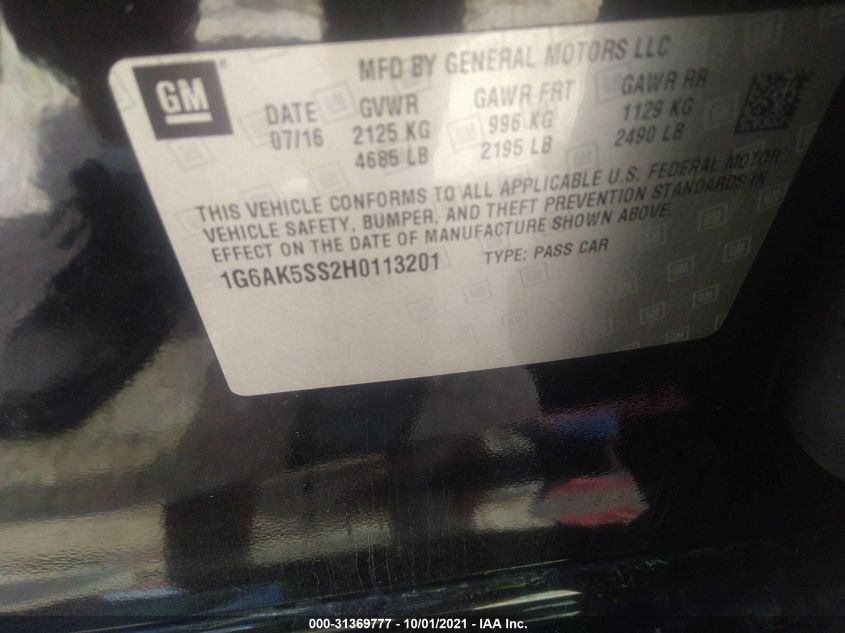 GM
MFD BY GENERAL MOTORS LLC
DATE GVWR GAWR FRT GAWR RR
07/16 2125 KG 996 KG 1129 KG
4685 LB 2195 LB 2490 LB
THIS VEHICLE CONFORMS TO ALL APPLICABLE U.S. FEDERAL MOTOR
VEHICLE SAFETY, BUMPER, AND THEFT PREVENTION STANDARDS IN
EFFECT ON THE DATE OF MANUFACTURE SHOWN ABOVE
1G6AK5SS2H0113201 TYPE: PASS CAR
000-31369777 - 10/01/2021 - IAA Inc.